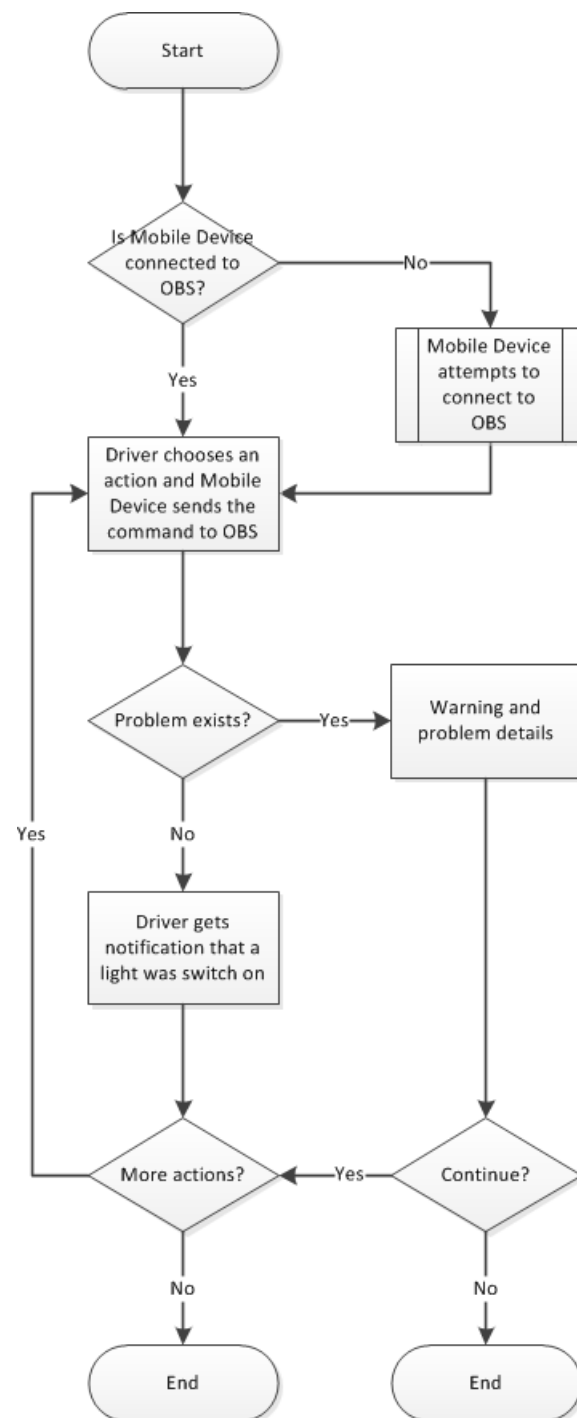 Start
Is Mobile Device
connected to
OBS?
No
Mobile Device
attempts to
connect to
OBS
Yes
Driver chooses an
action and Mobile
Device sends the
command to OBS
Problem exists?
Yes
Warning and
problem details
No
Yes
Driver gets
notification that a
light was switch on
More actions?
Yes
Continue?
No
No
End
End